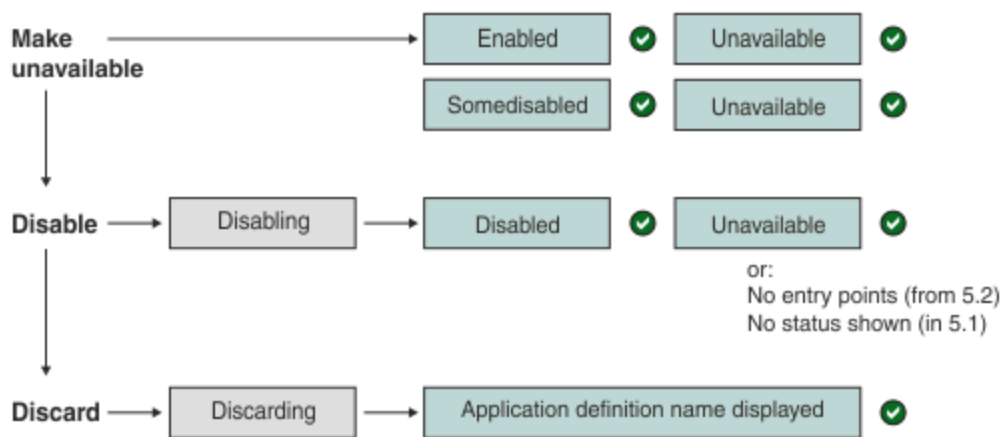 Make
unavailable
Enabled
Unavailable
Somedisabled
Unavailable
Disable
Disabling
Disabled
Unavailable
or:
No entry points (from 5.2)
No status shown (in 5.1)
Discard
Discarding
Application definition name displayed